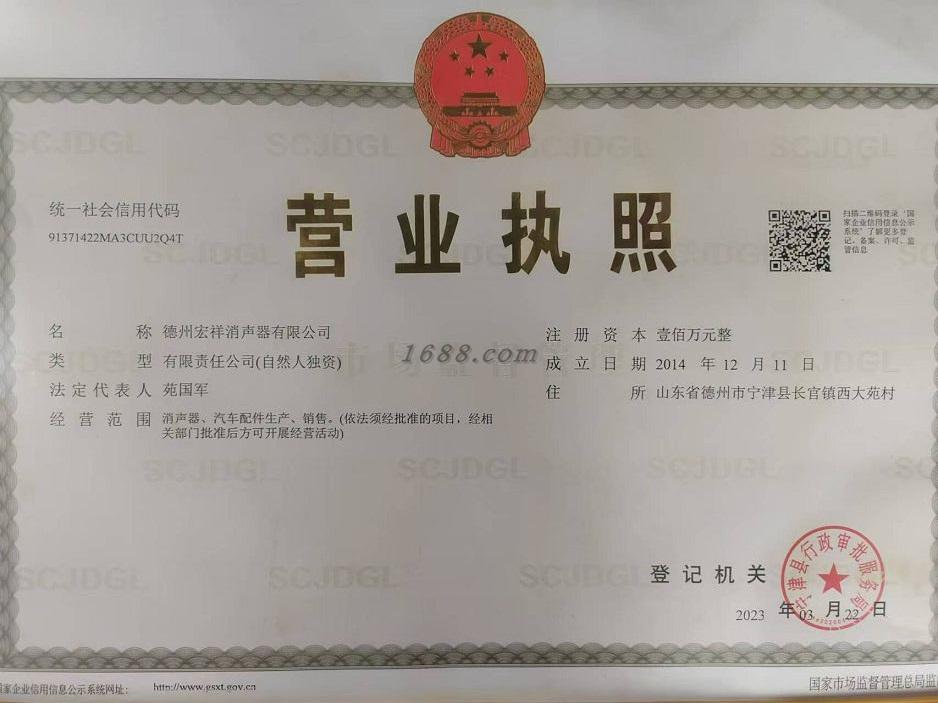 统一社会信用代码
91371422MA3CUU2Q4T
营业执照
扫描二维码登录“国
家企业信用信息公示
系统”了解更多登
记、备案、许可、监
管信息
名称 德州宏祥消声器有限公司
类型 有限责任公司(自然人独资)
法定代表人 苑国军
经营范围 消声器、汽车配件生产、销售。(依法须经批准的项目,经相
关部门批准后方可开展经营活动)
注册资本 壹佰万元整
成立日期 2014 年 12 月 11 日
住所 山东省德州市宁津县长官镇西大苑村
1688.com
SCJDGL
登记机关
宁津县行政审批服务局
2023 年 03 月 22 日
国家企业信用信息公示系统网址: http://www.gsxt.gov.cn
国家市场监督管理总局监